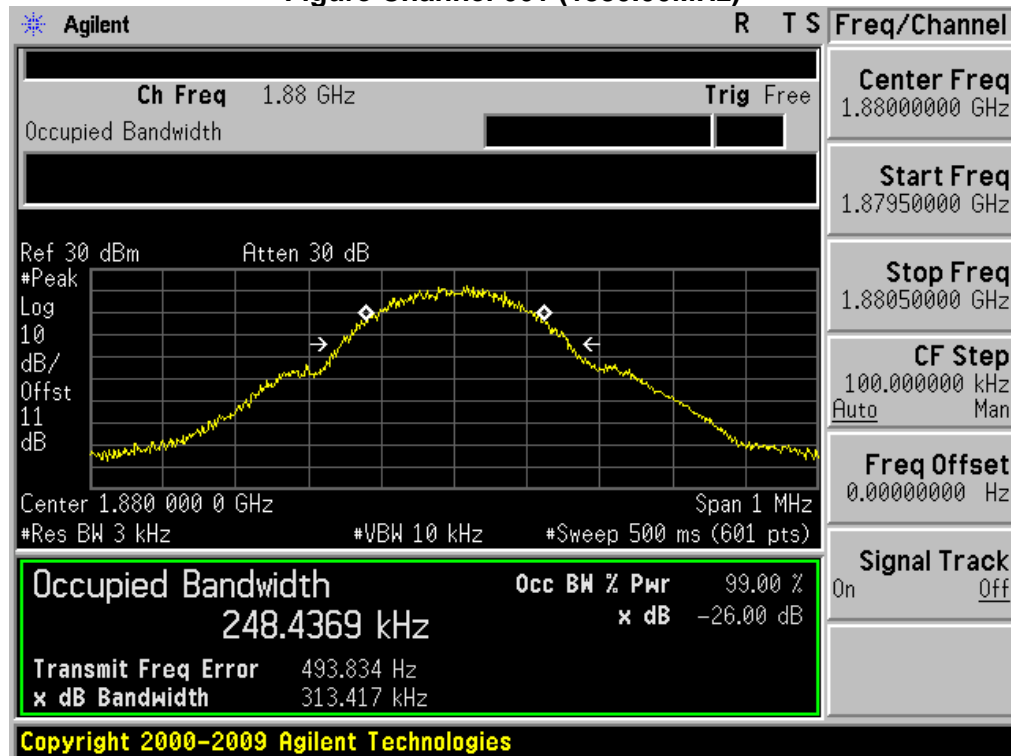 Figure Channel
Agilent R T S Freq/Channel
Ch Freq 1.88 GHz Trig Free
Occupied Bandwidth
Center Freq
1.88000000 GHz
Start Freq
1.87950000 GHz
Stop Freq
1.88050000 GHz
CF Step
100.000000 kHz
Auto Man
Freq Offset
0.00000000 Hz
Signal Track
On Off
Ref 30 dBm Atten 30 dB
#Peak
Log
10
dB/
Offst
11
dB
Center 1.880 000 0 GHz Span 1 MHz
#Res BW 3 kHz #VBW 10 kHz #Sweep 500 ms (601 pts)
Occupied Bandwidth Occ BW % Pwr 99.00 %
248.4369 kHz x dB -26.00 dB
Transmit Freq Error 493.834 Hz
x dB Bandwidth 313.417 kHz
Copyright 2000-2009 Agilent Technologies